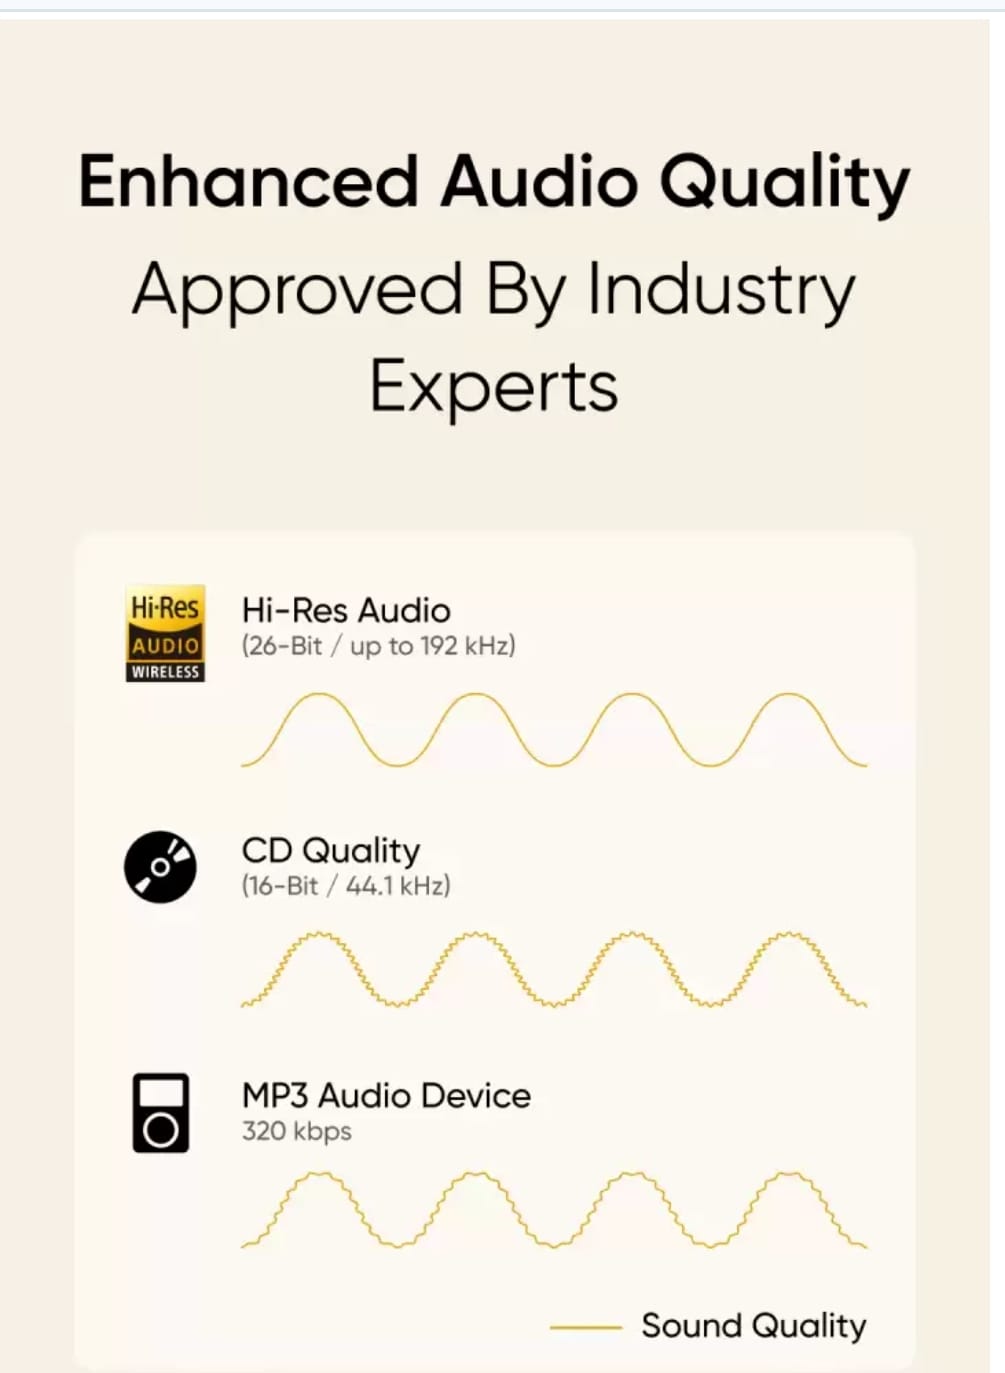 Enhanced Audio Quality
Approved By Industry
Experts
Hi·Res
AUDIO
WIRELESS
Hi-Res Audio
(26-Bit / up to 192 kHz)
CD Quality
(16-Bit / 44.1 kHz)
MP3 Audio Device
320 kbps
Sound Quality